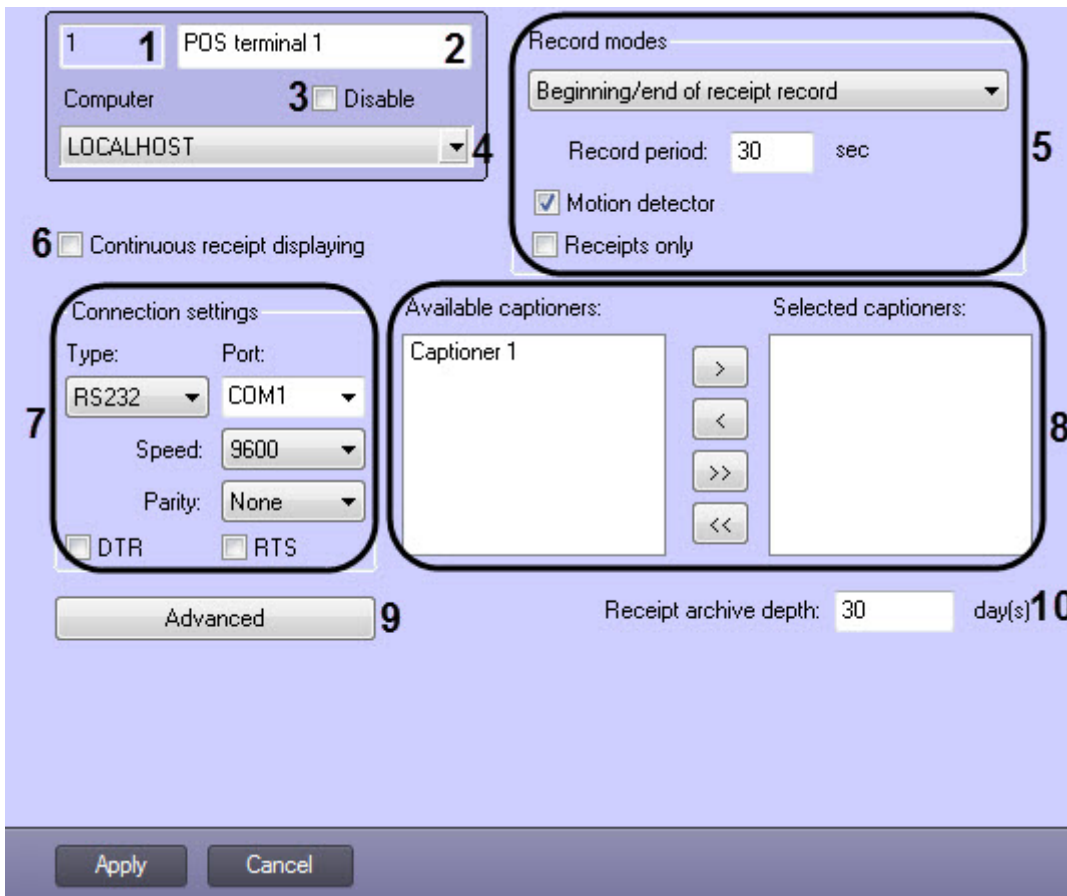 1 1 POS terminal 1 2
Computer 3 Disable
LOCALHOST 4
Record modes
Beginning/end of receipt record
Record period: 30 sec 5
Motion detector
Receipts only
6 Continuous receipt displaying
Connection settings
Type: Port:
RS232 COM1
7
Speed: 9600
Parity: None
DTR RTS
Available captioners: Selected captioners:
Captioner 1
>
<
8
>>
<<
Advanced 9
Receipt archive depth: 30 day(s) 10
Apply Cancel